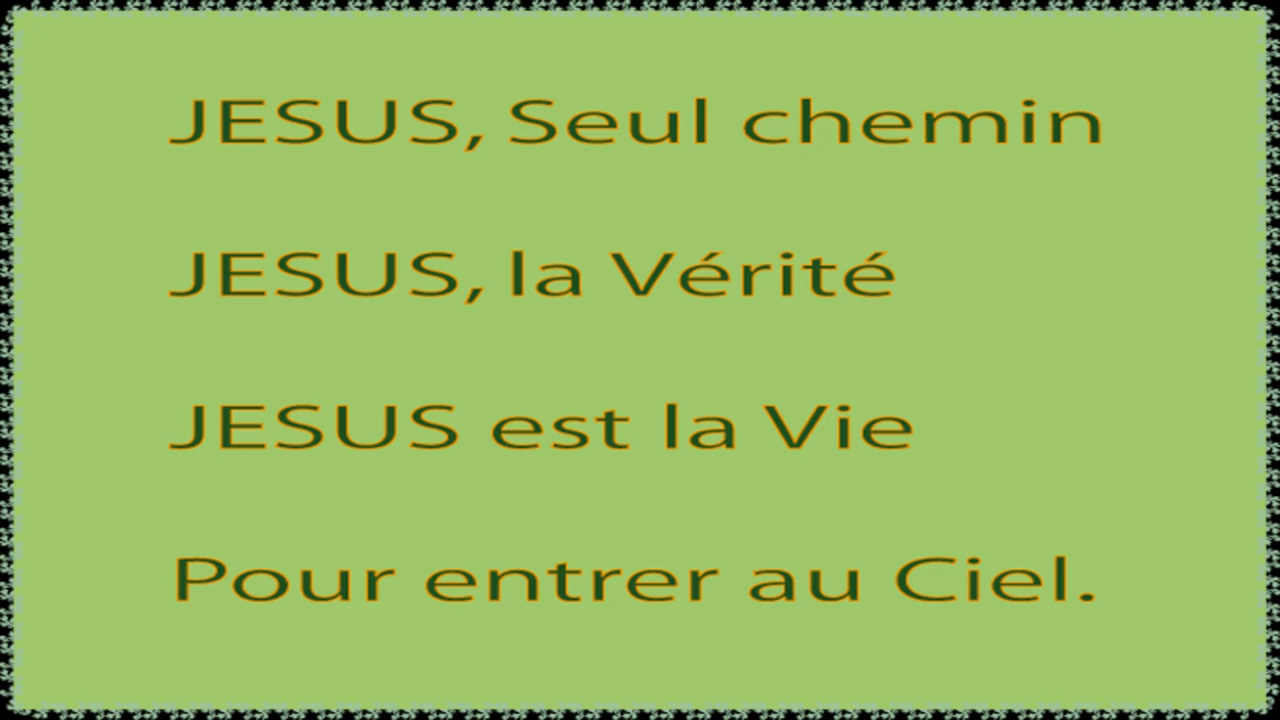 JESUS, Seul chemin
JESUS, la Vérité
JESUS est la Vie
Pour entrer au Ciel.